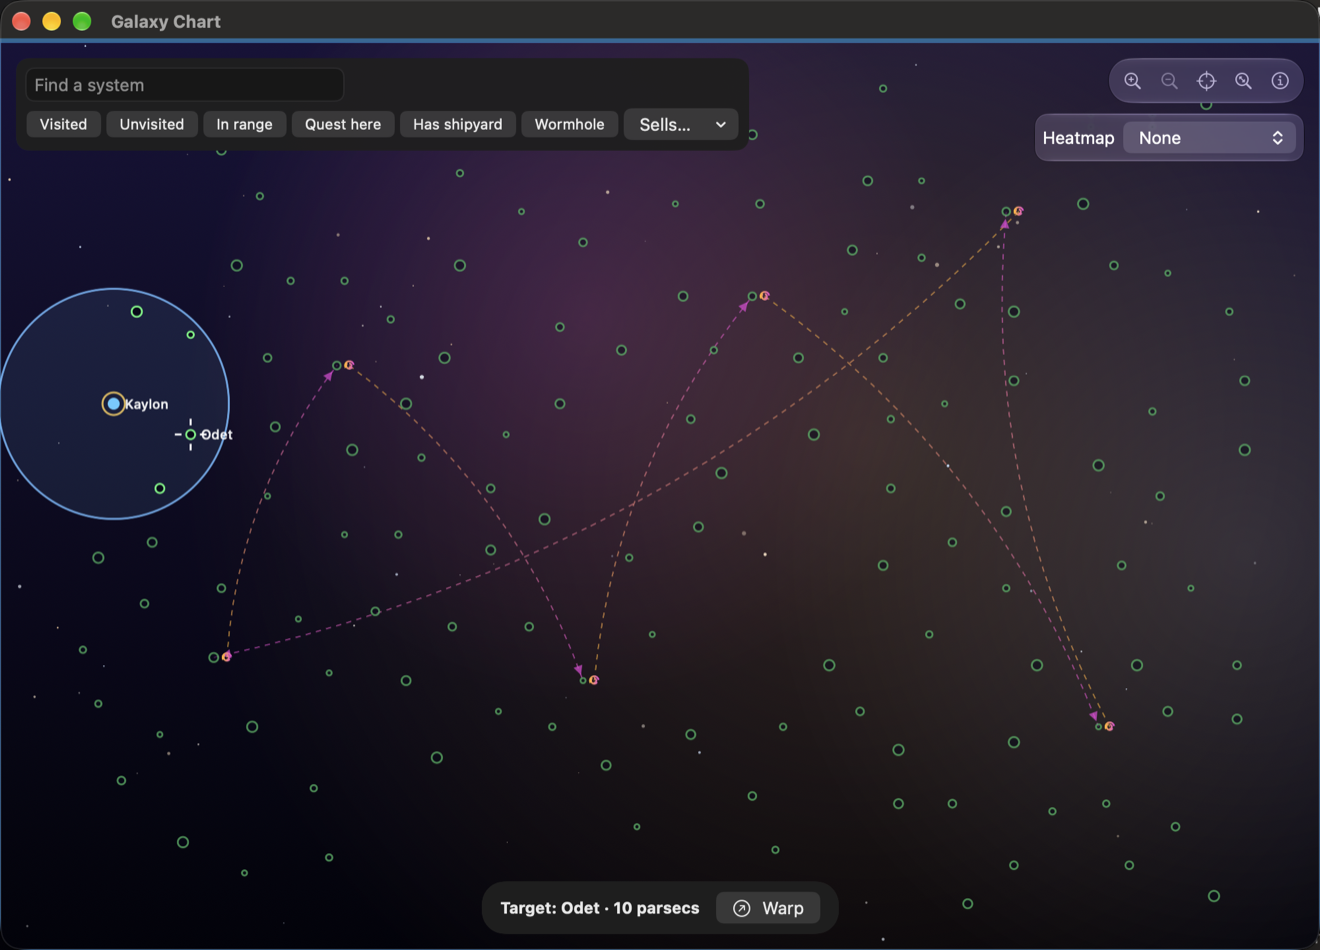 Galaxy Chart
Find a system
Visited
Unvisited
In range
Quest here
Has shipyard
Wormhole
Sells...
Heatmap
None
Kaylon
Odet
Target: Odet · 10 parsecs
Warp